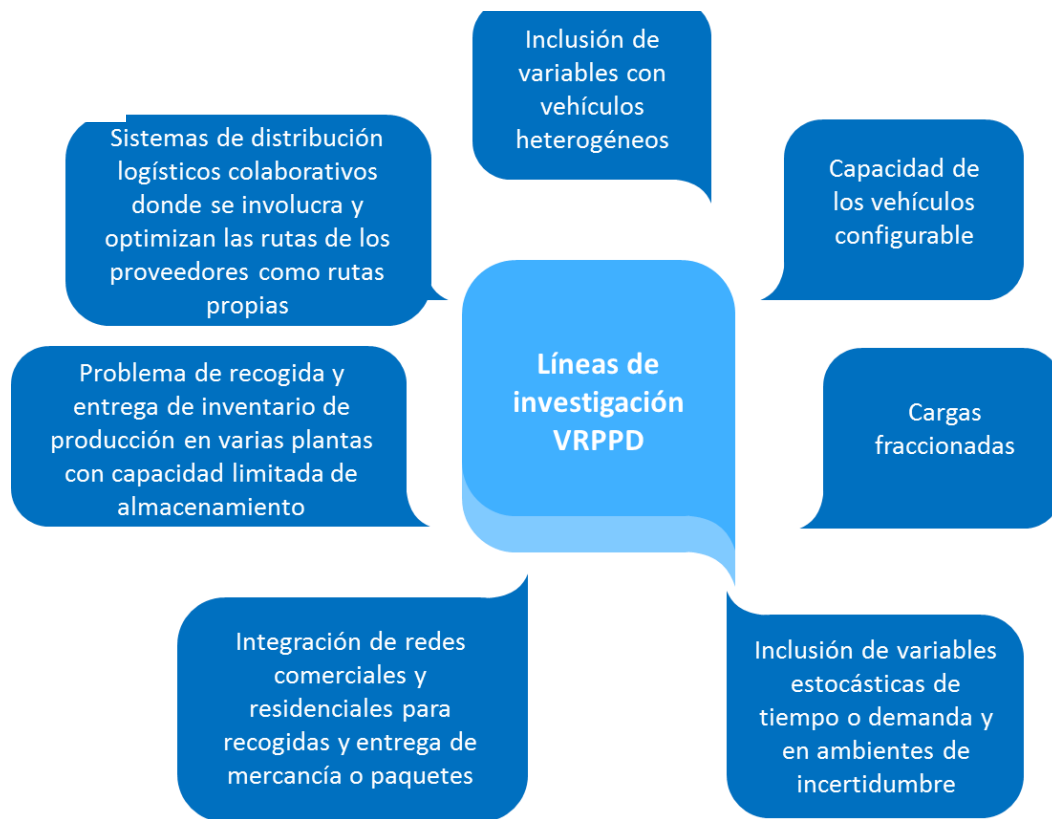 Inclusión de
variables con
vehículos
heterogéneos
Sistemas de distribución
logísticos colaborativos
donde se involucra y
optimizan las rutas de los
proveedores como rutas
propias
Capacidad de
los vehículos
configurable
Líneas de
investigación
VRPPD
Problema de recogida y
entrega de inventario de
producción en varias plantas
con capacidad limitada de
almacenamiento
Cargas
fraccionadas
Integración de redes
comerciales y
residenciales para
recogidas y entrega de
mercancía o paquetes
Inclusión de variables
estocásticas de
tiempo o demanda y
en ambientes de
incertidumbre